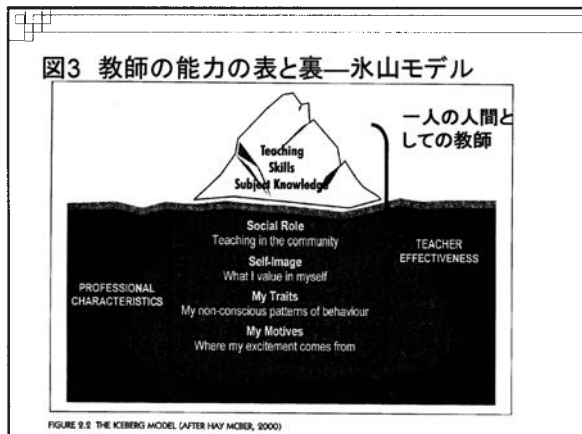 図3 教師の能力の表と裏—氷山モデル
一人の人間と
しての教師
Teaching
Skills
Subject Knowledge
Social Role
Teaching in the community
Self-Image
What I value in myself
My Traits
My non-conscious patterns of behaviour
My Motives
Where my excitement comes from
PROFESSIONAL
CHARACTERISTICS
TEACHER
EFFECTIVENESS
FIGURE 2.2 THE ICEBERG MODEL (AFTER HAY MCBER, 2000)